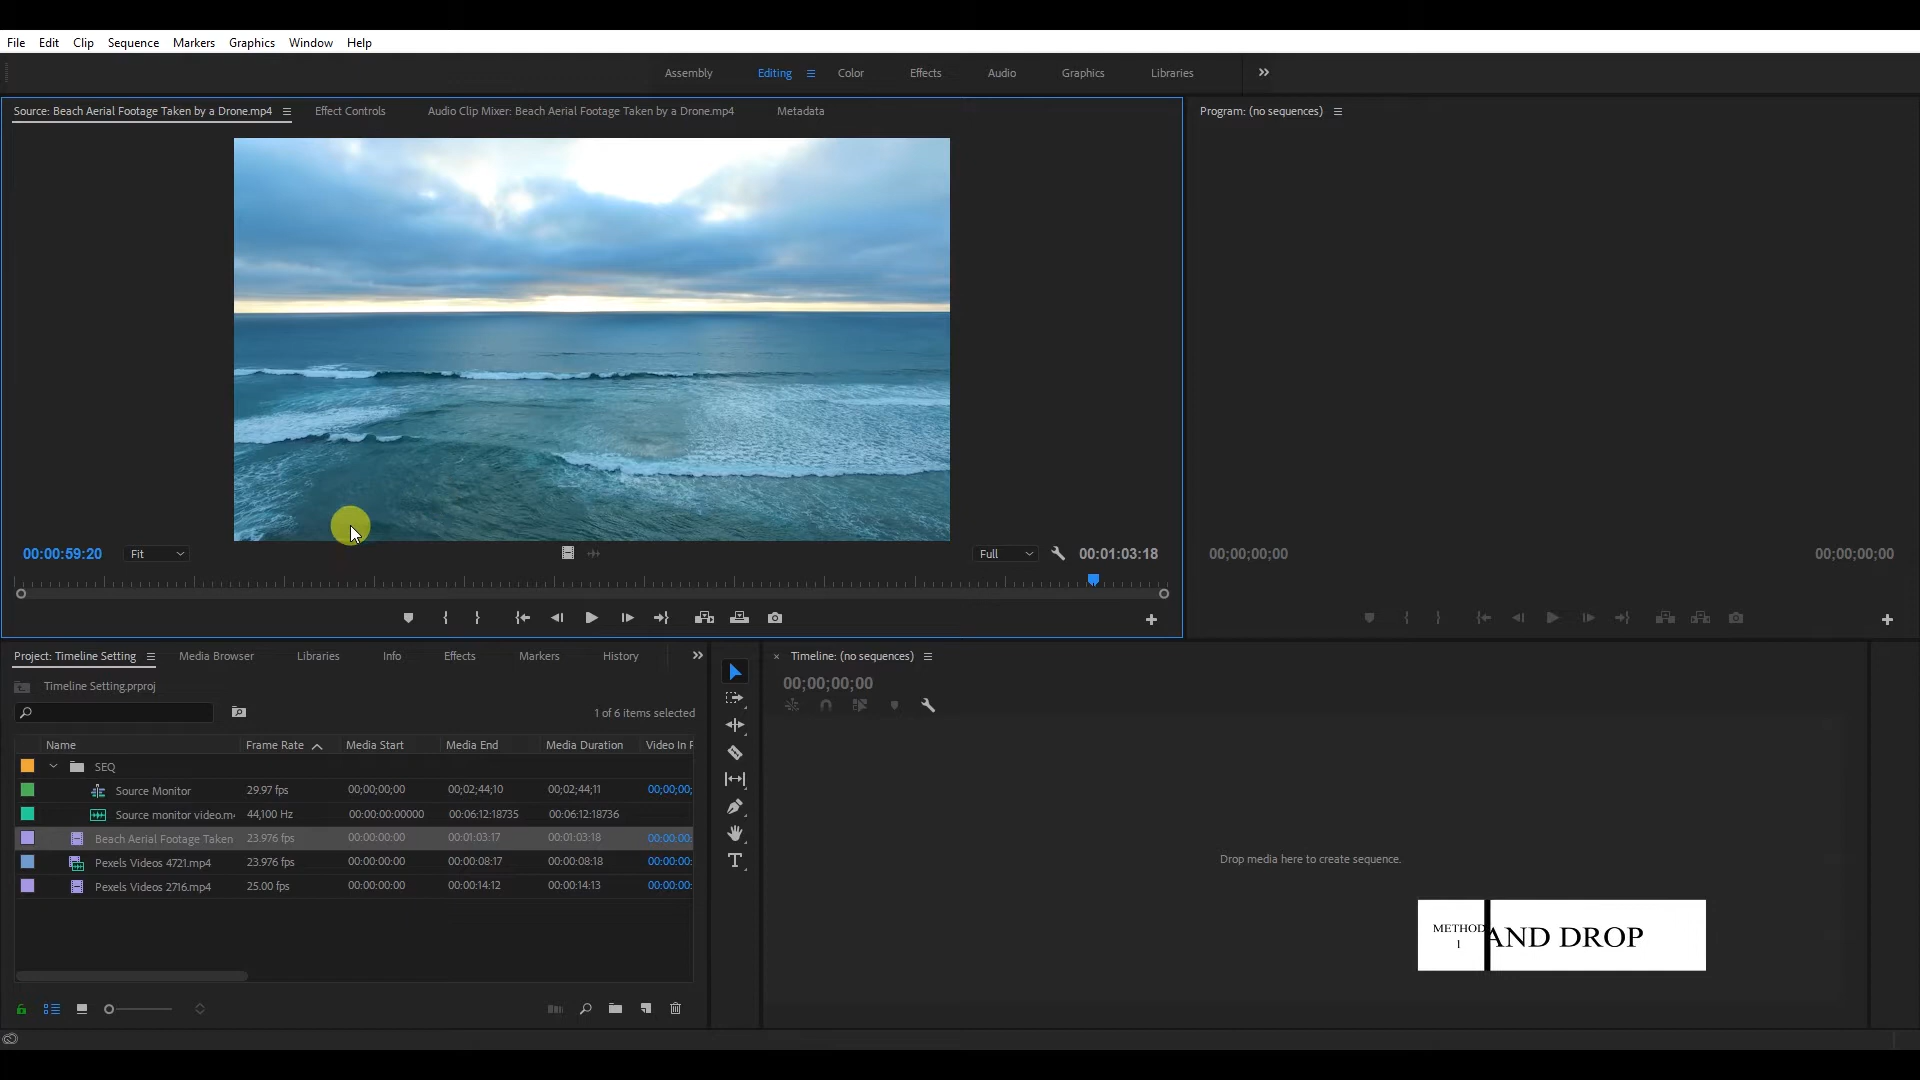 File Edit Clip Sequence Markers Graphics Window Help
Assembly Editing Color Effects Audio Graphics Libraries
Source: Beach Aerial Footage Taken by a Drone.mp4 Effect Controls Audio Clip Mixer: Beach Aerial Footage Taken by a Drone.mp4 Metadata
Program: (no sequences)
00:00:59:20 Fit Full 00:01:03:18
00;00;00;00 00;00;00;00
Project: Timeline Setting Media Browser Libraries Info Effects Markers History
Timeline Setting.prproj
1 of 6 items selected
Name Frame Rate Media Start Media End Media Duration Video In P
SEQ
Source Monitor 29.97 fps 00;00;00;00 00;02;44;10 00;02;44;11 00;00;00;
Source monitor video.m 44,100 Hz 00:00:00:00000 00:06:12:18735 00:06:12:18736
Beach Aerial Footage Taken 23.976 fps 00:00:00:00 00:01:03:17 00:01:03:18 00:00:00:
Pexels Videos 4721.mp4 23.976 fps 00:00:00:00 00:00:08:17 00:00:08:18 00:00:00:
Pexels Videos 2716.mp4 25.00 fps 00:00:00:00 00:00:14:12 00:00:14:13 00:00:00:
Timeline: (no sequences)
00;00;00;00
Drop media here to create sequence.
METHOD
1
AND DROP